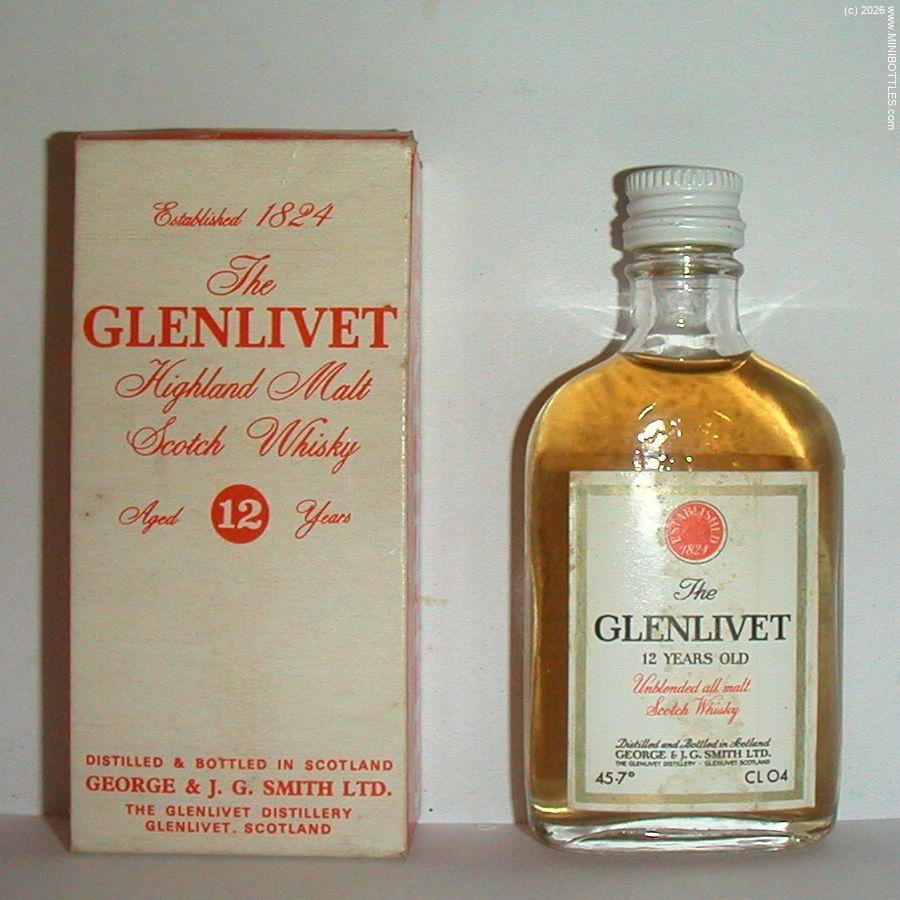 (c) 2026 www.MINIBOTTLES.com
Established 1824
The
GLENLIVET
Highland Malt
Scotch Whisky
Aged 12 Years
DISTILLED & BOTTLED IN SCOTLAND
GEORGE & J. G. SMITH LTD.
THE GLENLIVET DISTILLERY
GLENLIVET. SCOTLAND
ESTABLISHED
1824
The
GLENLIVET
12 YEARS OLD
Unblended all malt
Scotch Whisky
Distilled and Bottled in Scotland
GEORGE & J. G. SMITH LTD.
THE GLENLIVET DISTILLERY · GLENLIVET SCOTLAND
45·7° CL 04